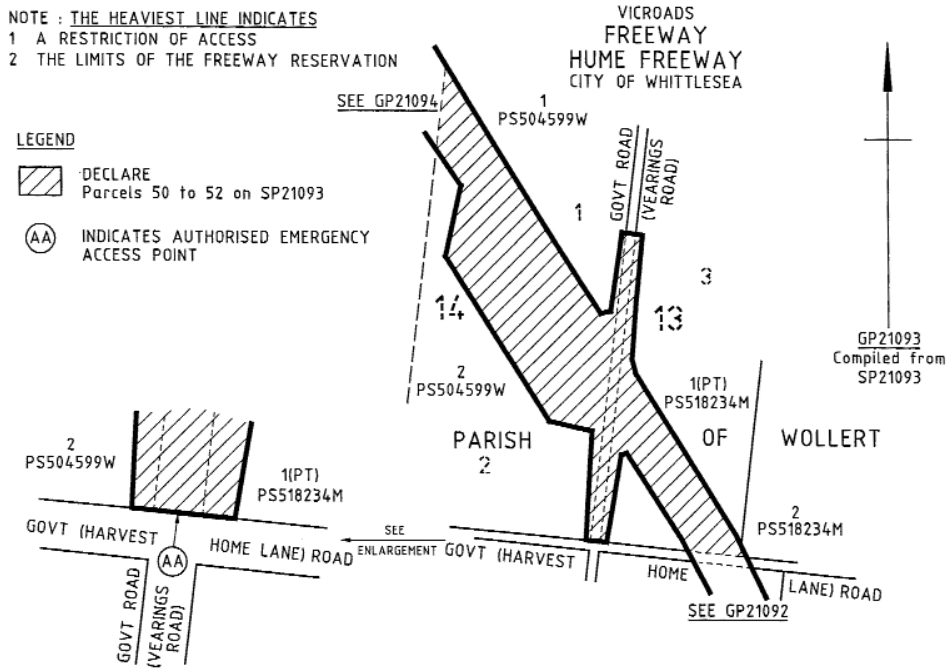 NOTE : THE HEAVIEST LINE INDICATES
1 A RESTRICTION OF ACCESS
2 THE LIMITS OF THE FREEWAY RESERVATION
VICROADS
FREEWAY
HUME FREEWAY
CITY OF WHITTLESEA
SEE GP21094
1
PS504599W
LEGEND
DECLARE
Parcels 50 to 52 on SP21093
AA
INDICATES AUTHORISED EMERGENCY
ACCESS POINT
GOVT ROAD
(VEARINGS
ROAD)
1
3
14
13
GP21093
Compiled from
SP21093
2
PS504599W
1(PT)
PS518234M
PARISH
OF
WOLLERT
2
2
PS518234M
2
PS504599W
1(PT)
PS518234M
GOVT (HARVEST
HOME LANE) ROAD
AA
GOVT ROAD
(VEARINGS
ROAD)
SEE
ENLARGEMENT
GOVT (HARVEST
HOME
LANE) ROAD
SEE GP21092